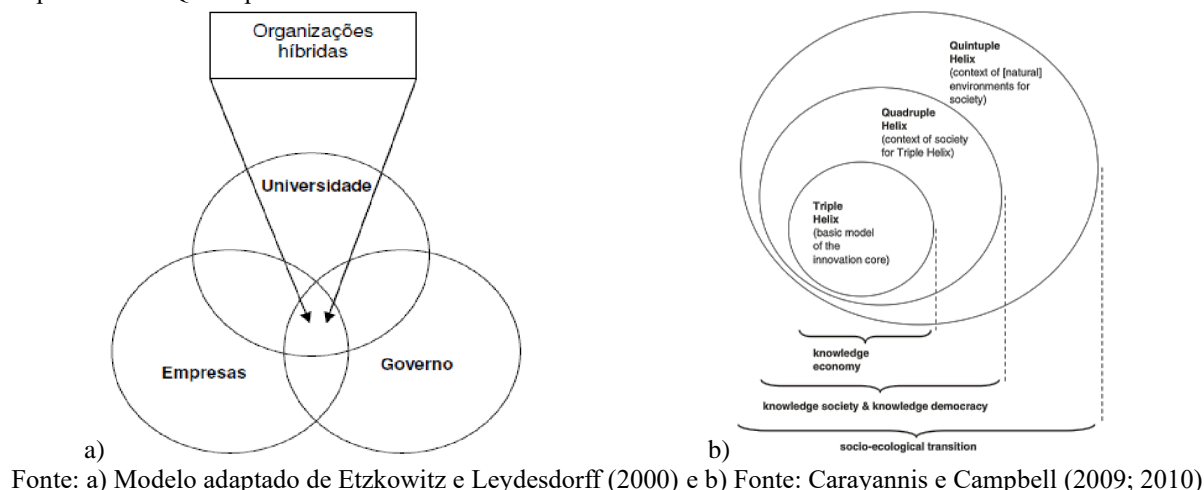 Organizações
híbridas
Universidade
Empresas
Governo
a)
Quintuple
Helix
(context of [natural]
environments for
society)
Quadruple
Helix
(context of society
for Triple Helix)
Triple
Helix
(basic model
of the
innovation core)
knowledge
economy
knowledge society & knowledge democracy
socio-ecological transition
b)
Fonte: a) Modelo adaptado de Etzkowitz e Leydesdorff (2000) e b) Fonte: Carayannis e Campbell (2009; 2010)